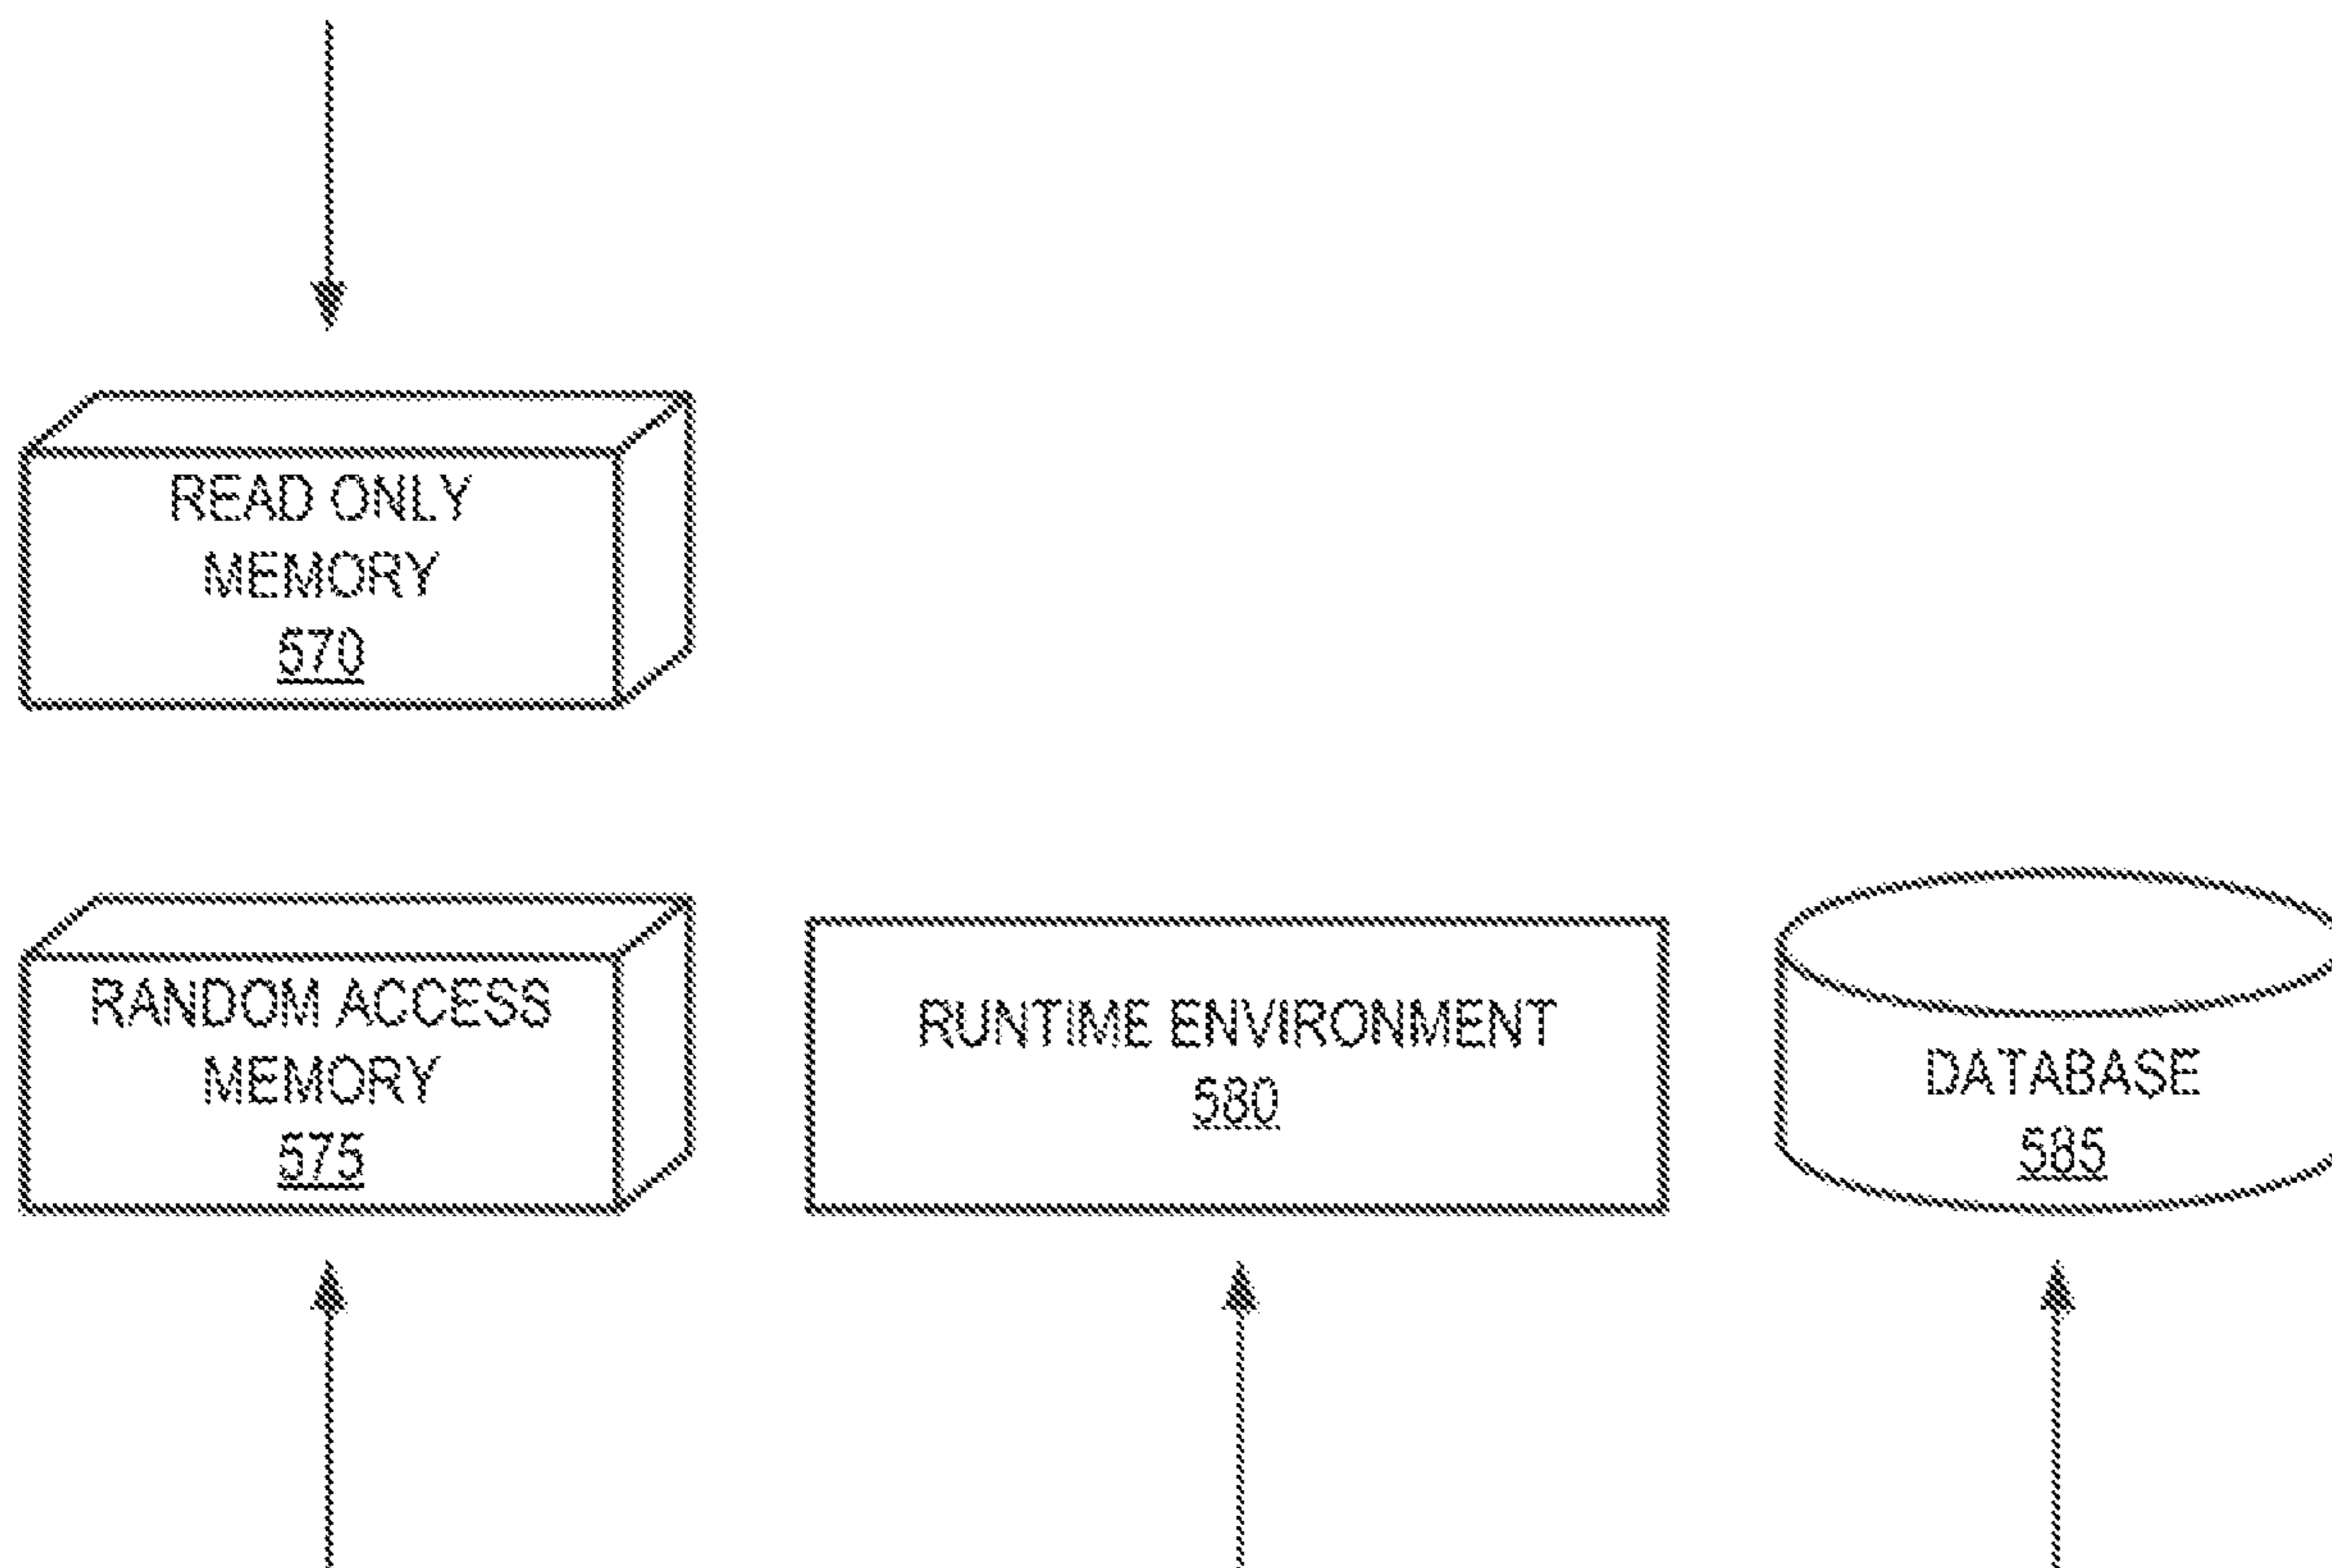 READ ONLY
MEMORY
570
RANDOM ACCESS
MEMORY
575
RUNTIME ENVIRONMENT
580
DATABASE
585